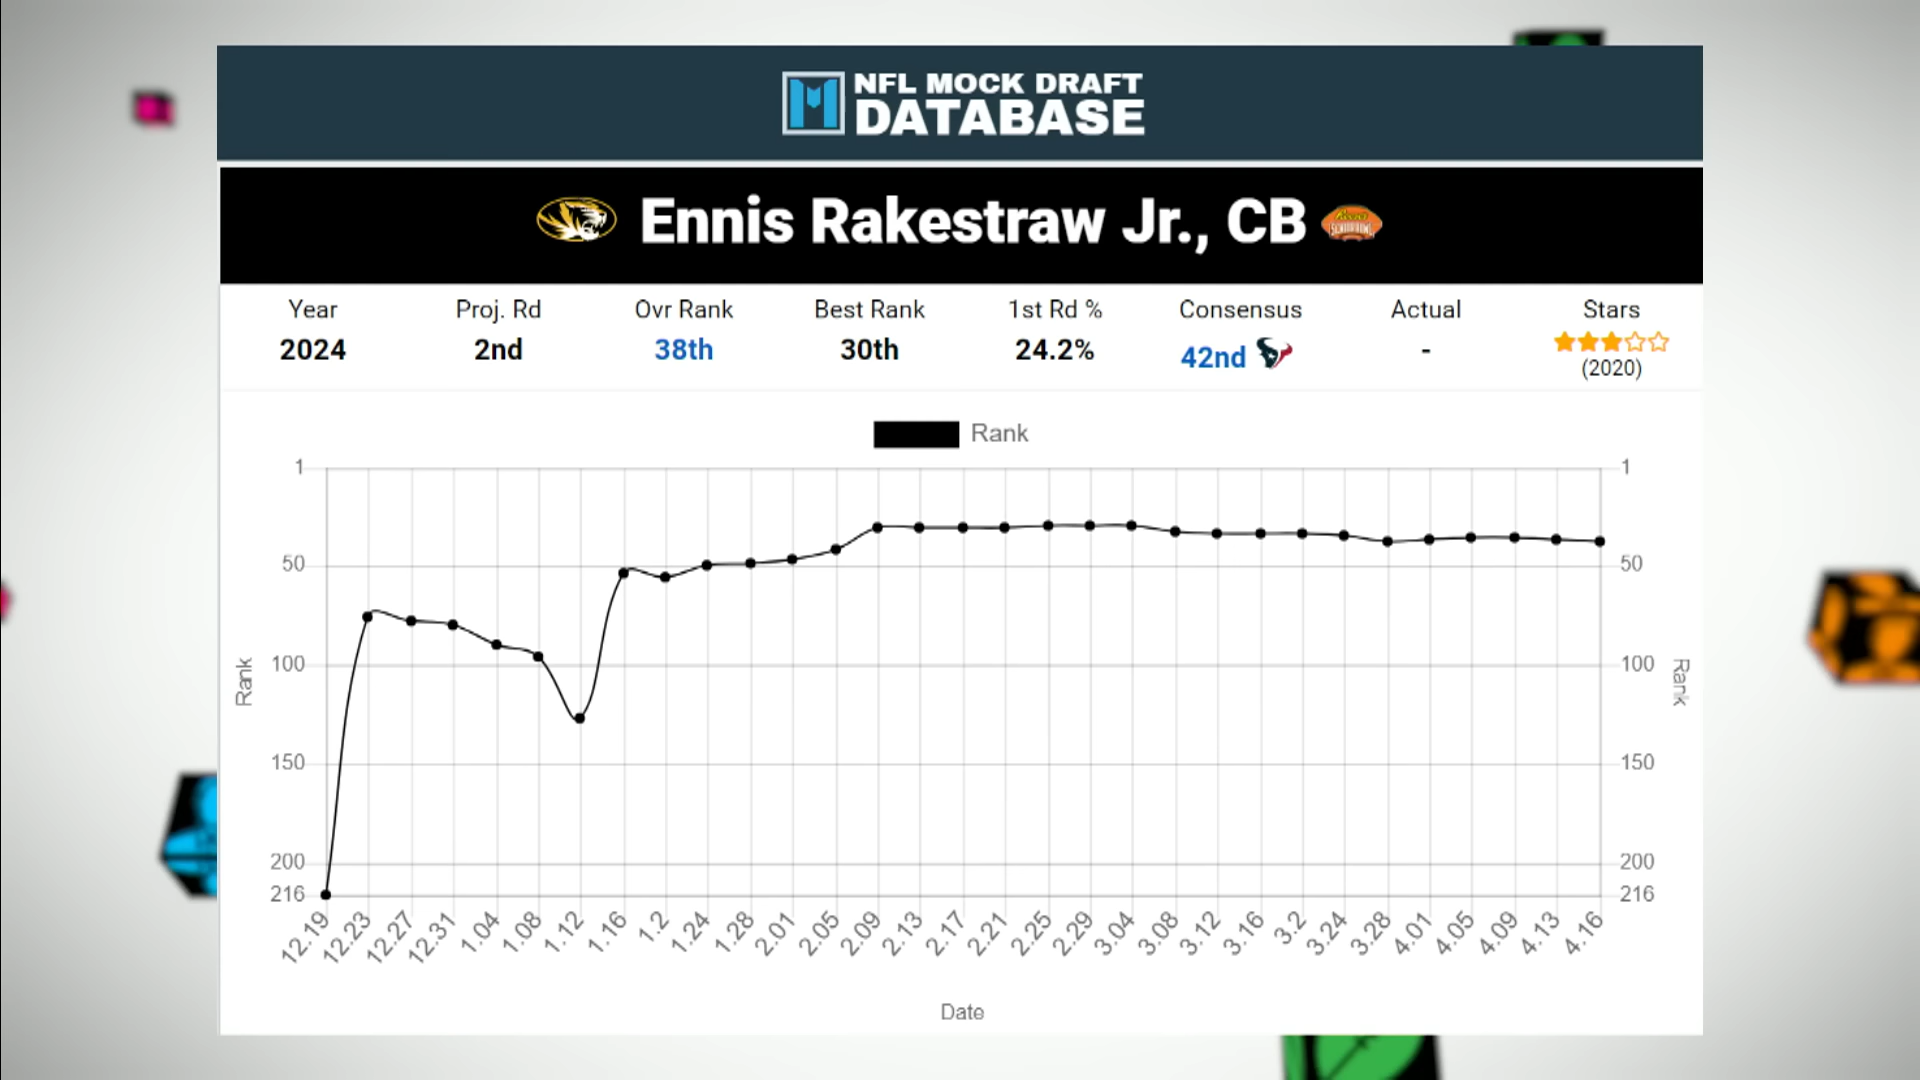 NFL MOCK DRAFT
DATABASE
Ennis Rakestraw Jr., CB
Year Proj. Rd Ovr Rank Best Rank 1st Rd % Consensus Actual Stars
2024 2nd 38th 30th 24.2% 42nd -
(2020)
Rank
1 1
50 50
100 100
Rank Rank
150 150
200 200
216 216
12.19 12.23 12.27 12.31 1.04 1.08 1.12 1.16 1.2 1.24 1.28 2.01 2.05 2.09 2.13 2.17 2.21 2.25 2.29 3.04 3.08 3.12 3.16 3.2 3.24 3.28 4.01 4.05 4.09 4.13 4.16
Date